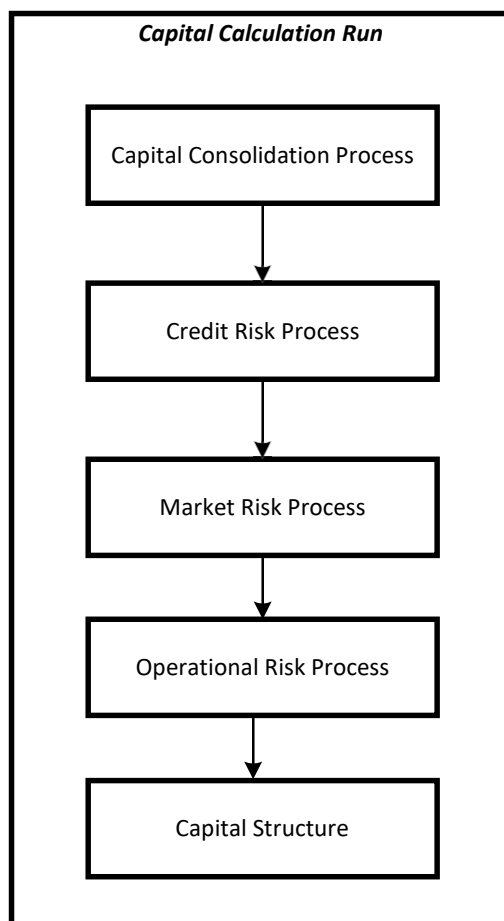 Capital Calculation Run
Capital Consolidation Process
Credit Risk Process
Market Risk Process
Operational Risk Process
Capital Structure